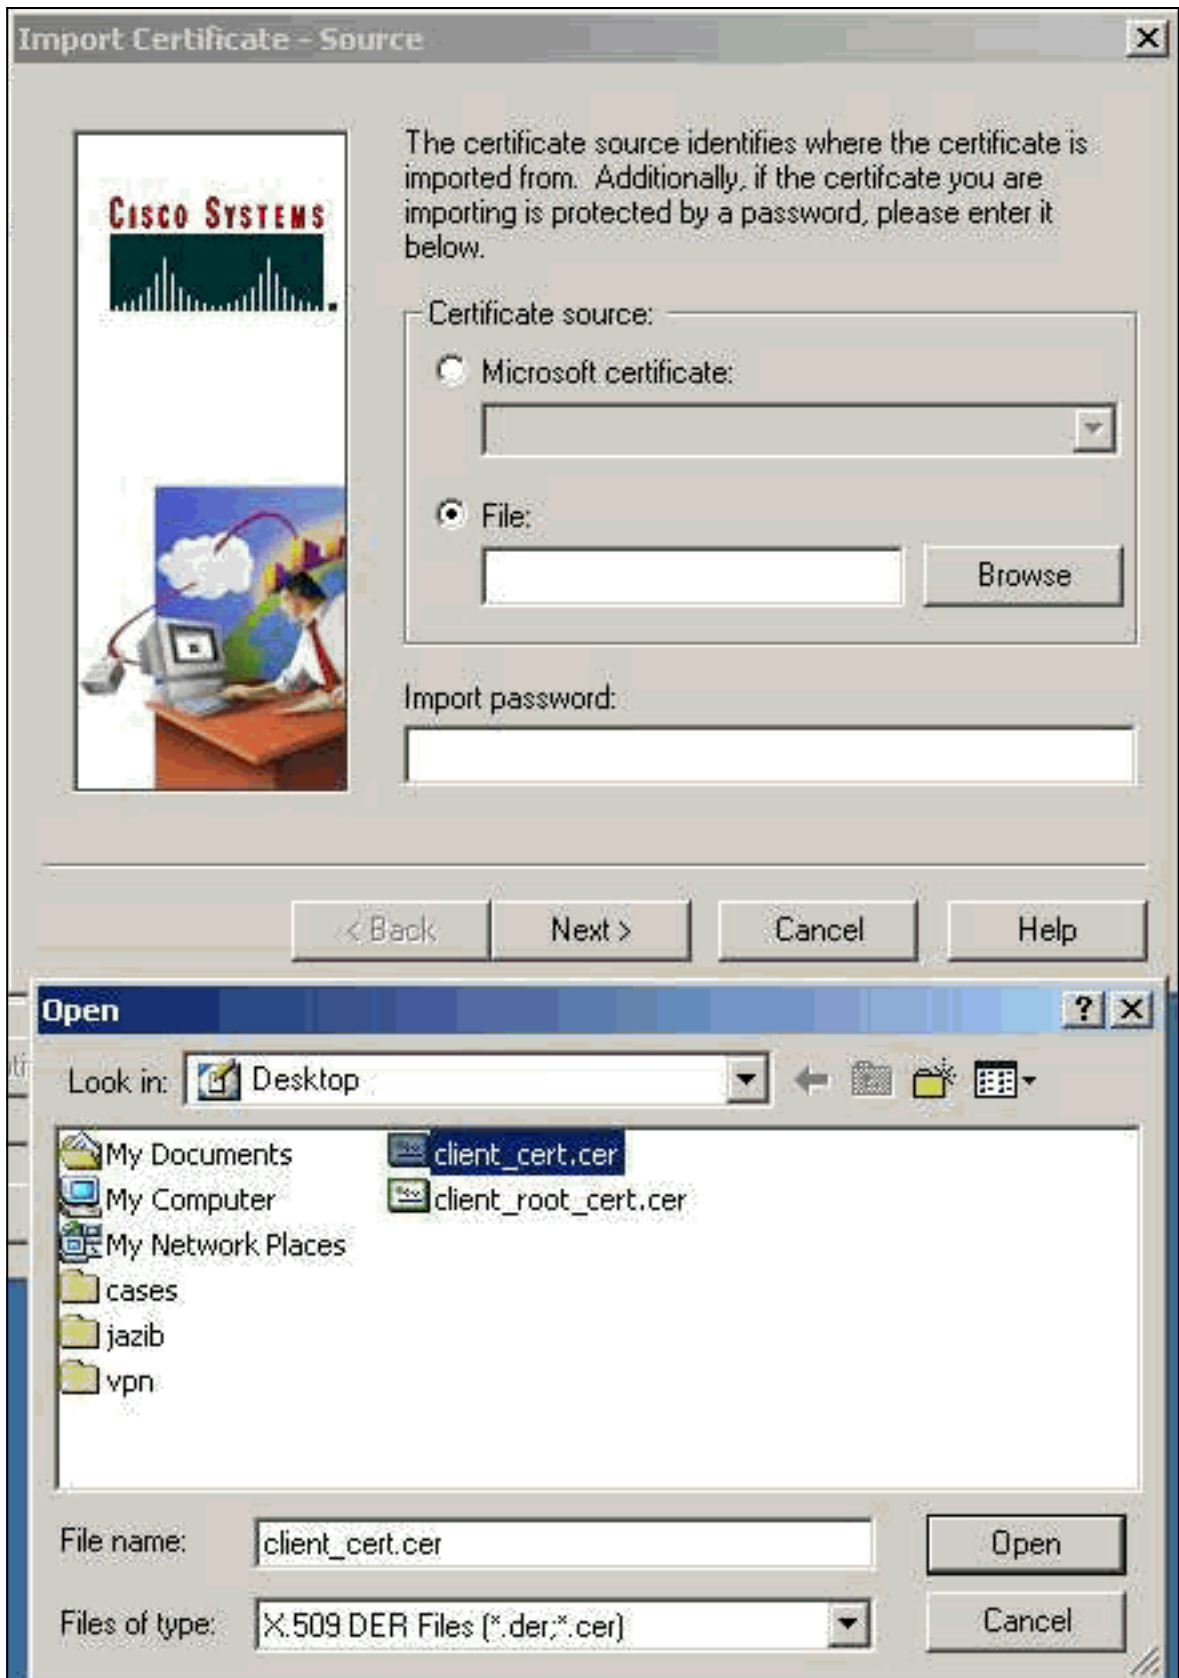 Import Certificate - Source
CISCO SYSTEMS
The certificate source identifies where the certificate is
imported from. Additionally, if the certifcate you are
importing is protected by a password, please enter it
below.
Certificate source:
Microsoft certificate:
File:
Browse
Import password:
< Back
Next >
Cancel
Help
Open
Look in: Desktop
My Documents
My Computer
My Network Places
cases
jazib
vpn
client_cert.cer
client_root_cert.cer
File name: client_cert.cer
Open
Files of type: X.509 DER Files (*.der;*.cer)
Cancel